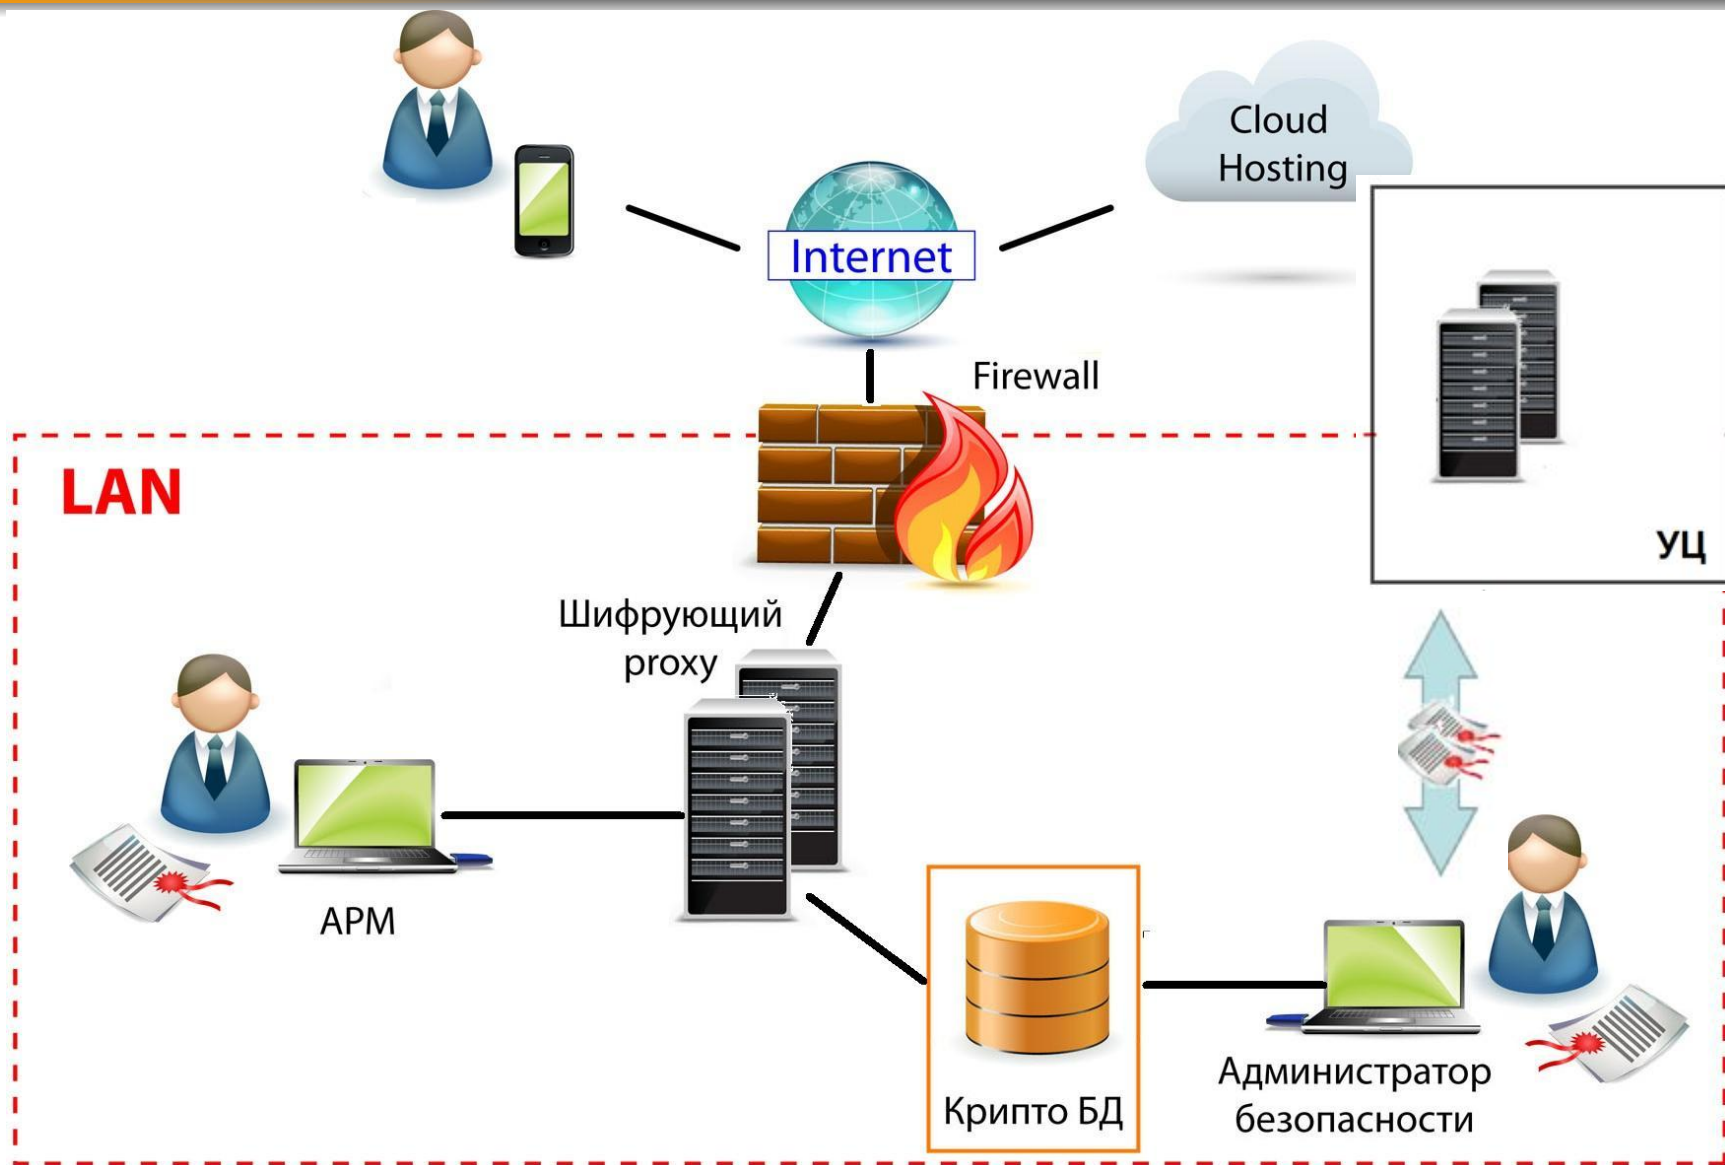 Cloud
Hosting
Internet
Firewall
LAN
УЦ
Шифрующий
proxy
АРМ
Крипто БД
Администратор
безопасности